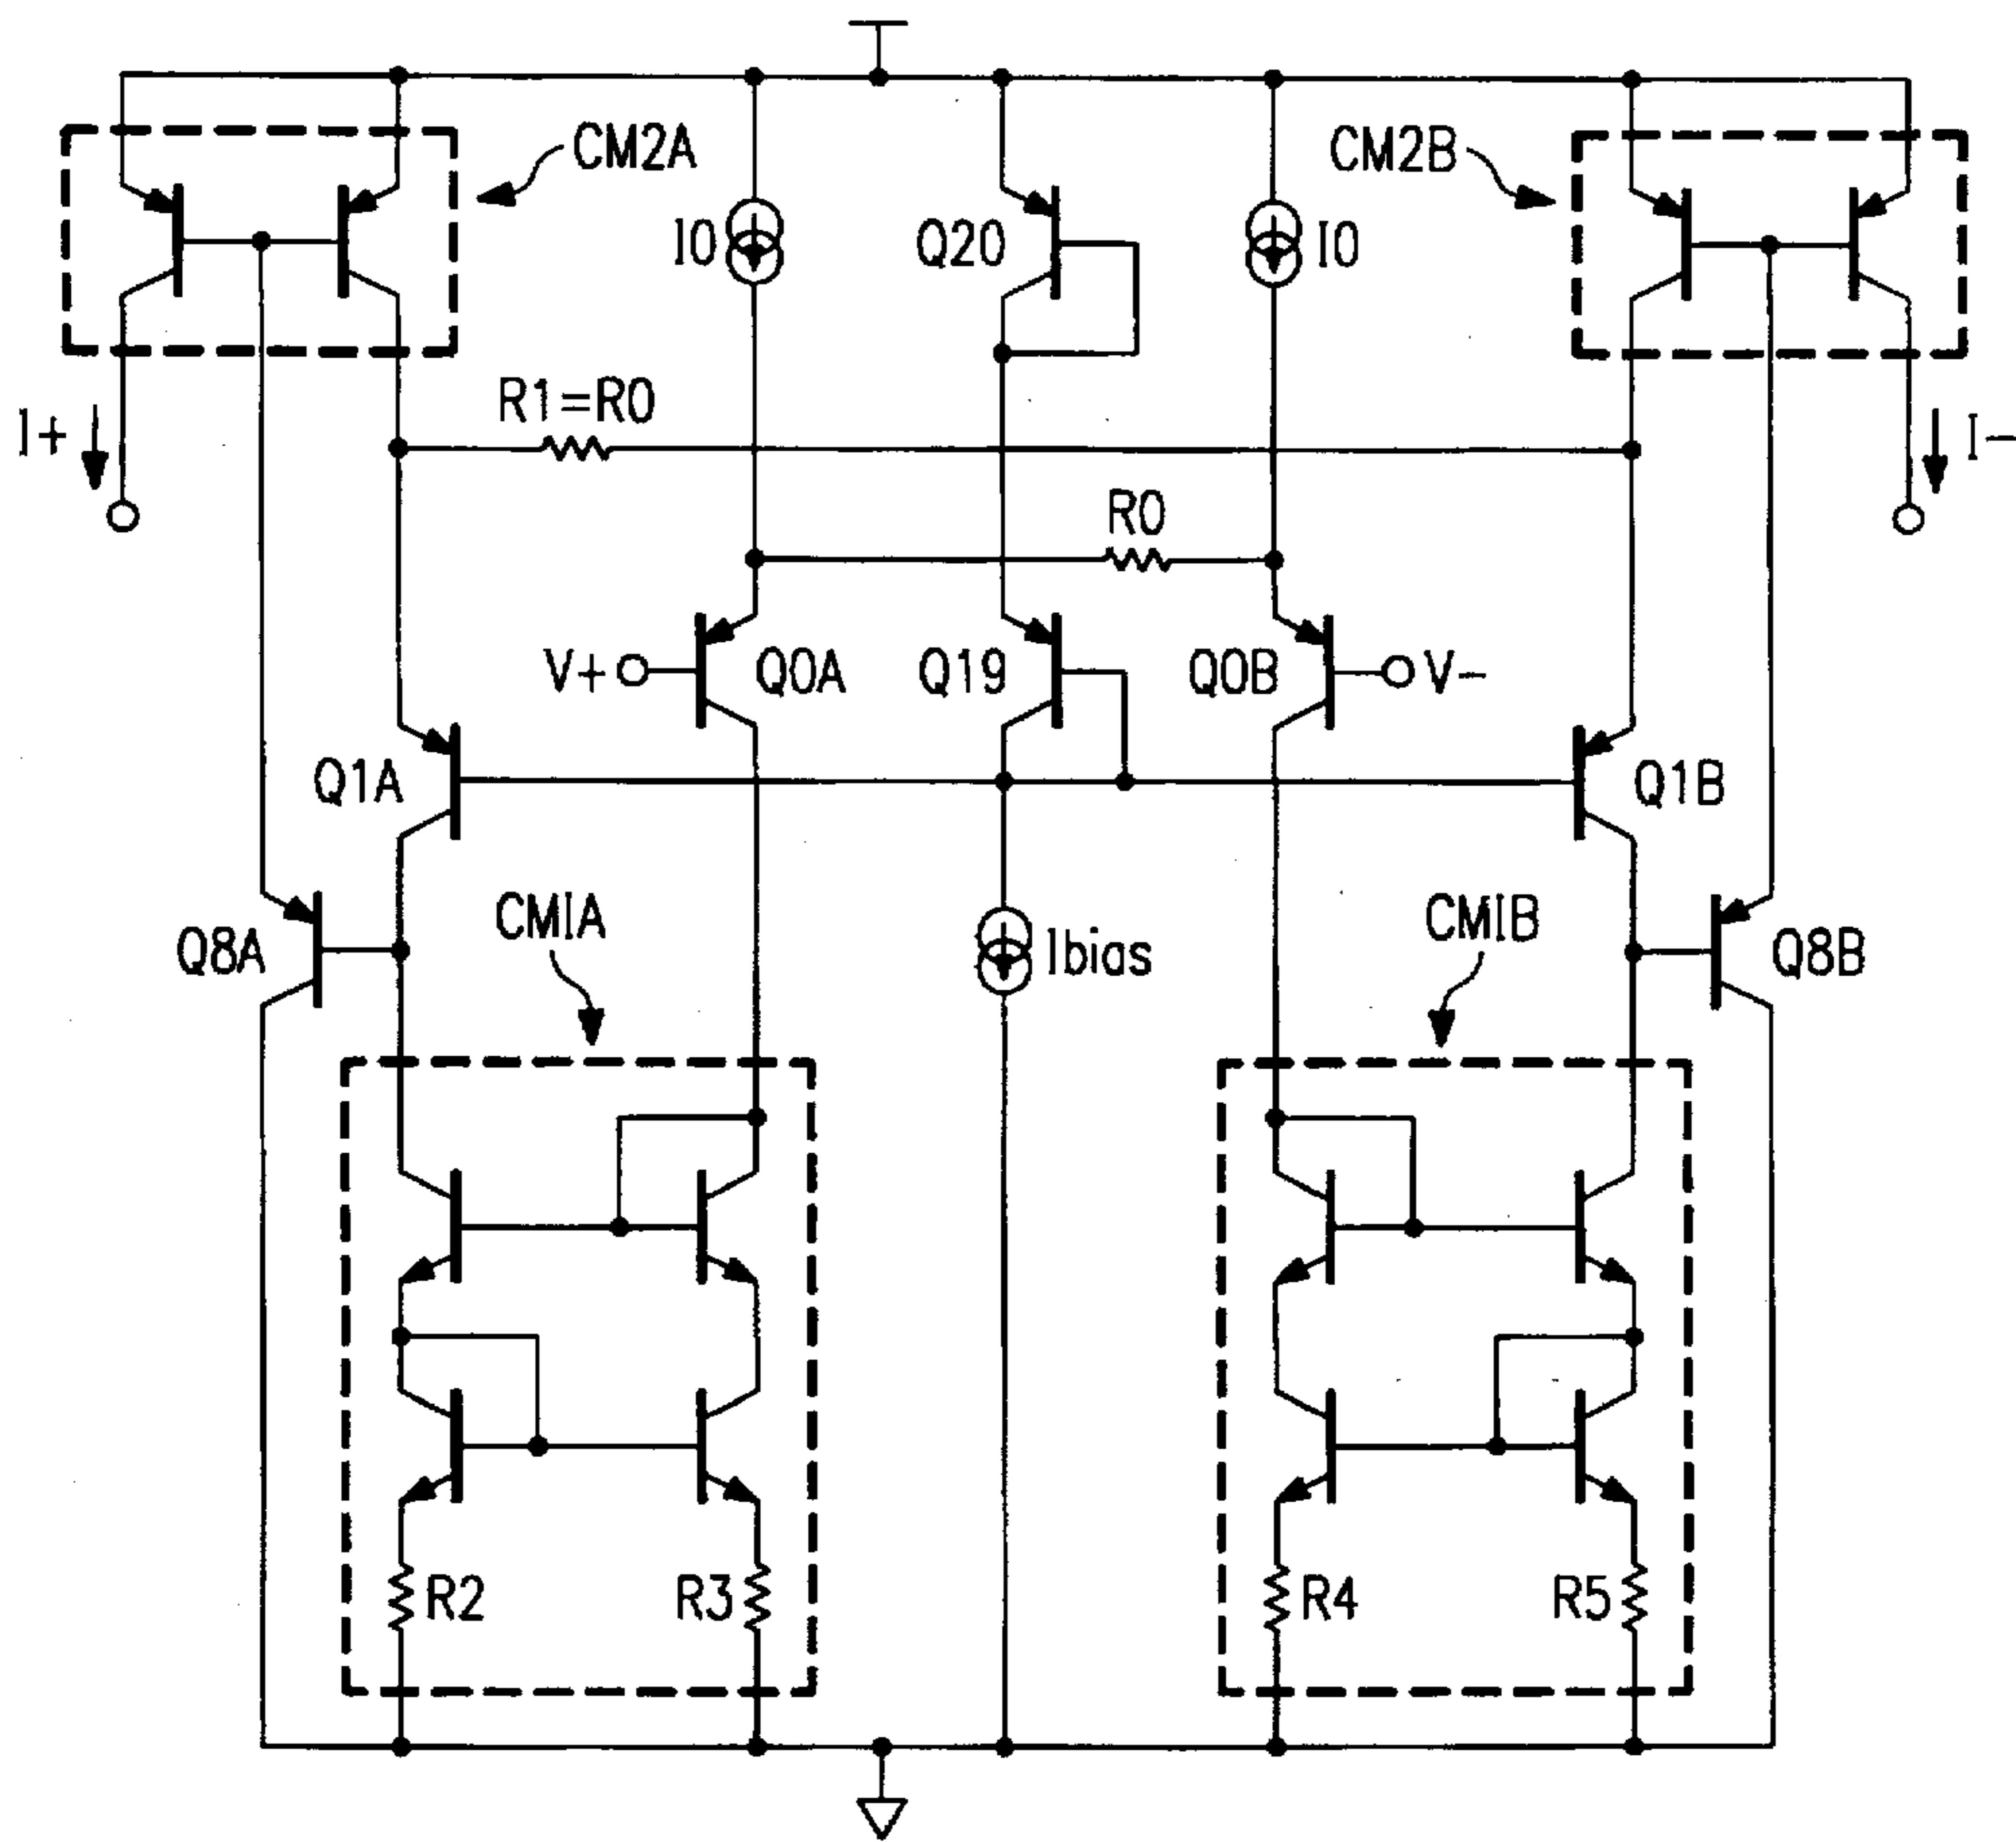 CM2A
CM2B
I0
Q20
I0
R1=R0
I+
I-
R0
V+
Q0A
Q19
Q0B
V-
Q1A
Q1B
CMIA
CMIB
Q8A
Ibias
Q8B
R2
R3
R4
R5